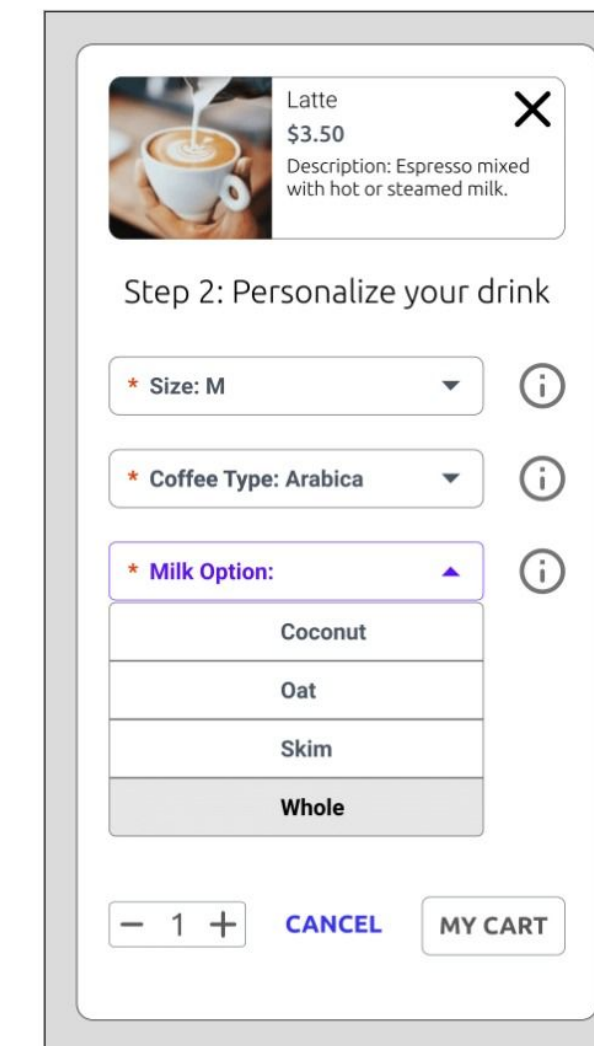 Latte
$3.50
Description: Espresso mixed
with hot or steamed milk.
Step 2: Personalize your drink
* Size: M
* Coffee Type: Arabica
* Milk Option:
Coconut
Oat
Skim
Whole
− 1 + CANCEL MY CART